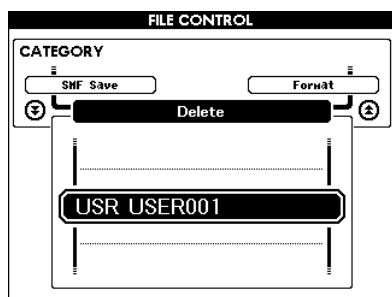 FILE CONTROL
CATEGORY
SMF Save
Format
Delete
USR USER001